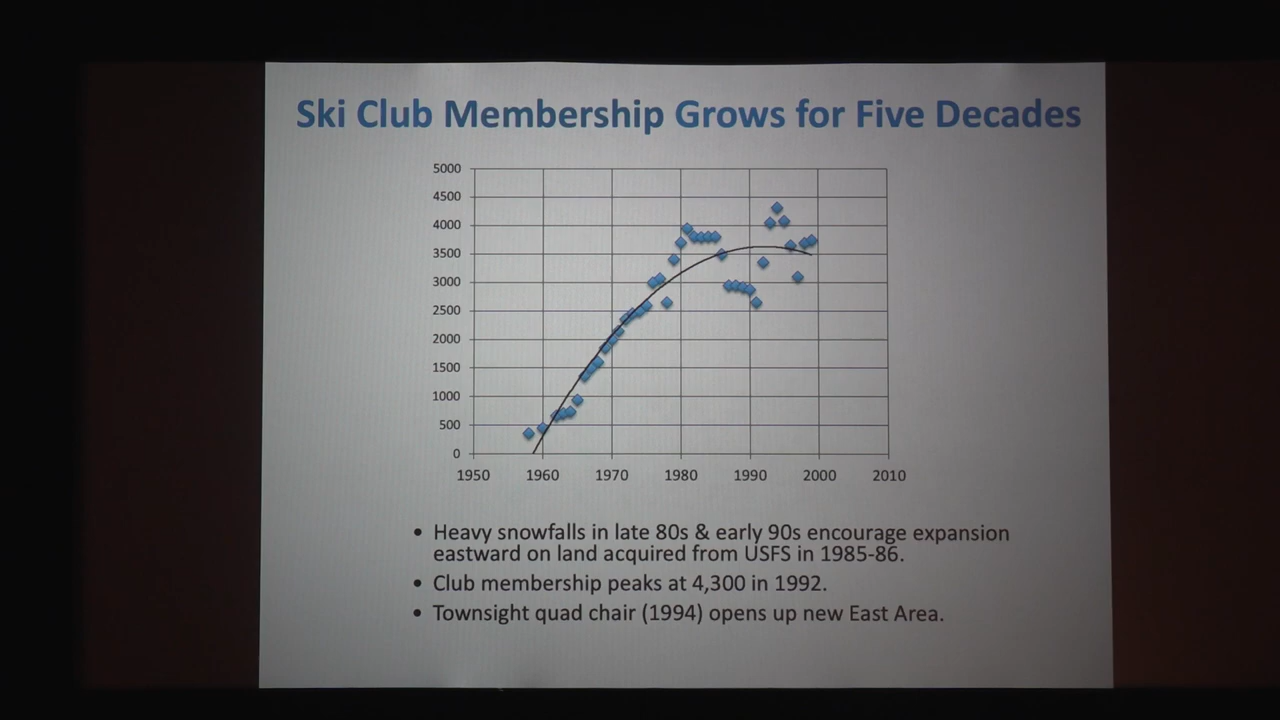 Ski Club Membership Grows for Five Decades
5000
4500
4000
3500
3000
2500
2000
1500
1000
500
0
1950 1960 1970 1980 1990 2000 2010
• Heavy snowfalls in late 80s & early 90s encourage expansion
eastward on land acquired from USFS in 1985-86.
• Club membership peaks at 4,300 in 1992.
• Townsight quad chair (1994) opens up new East Area.